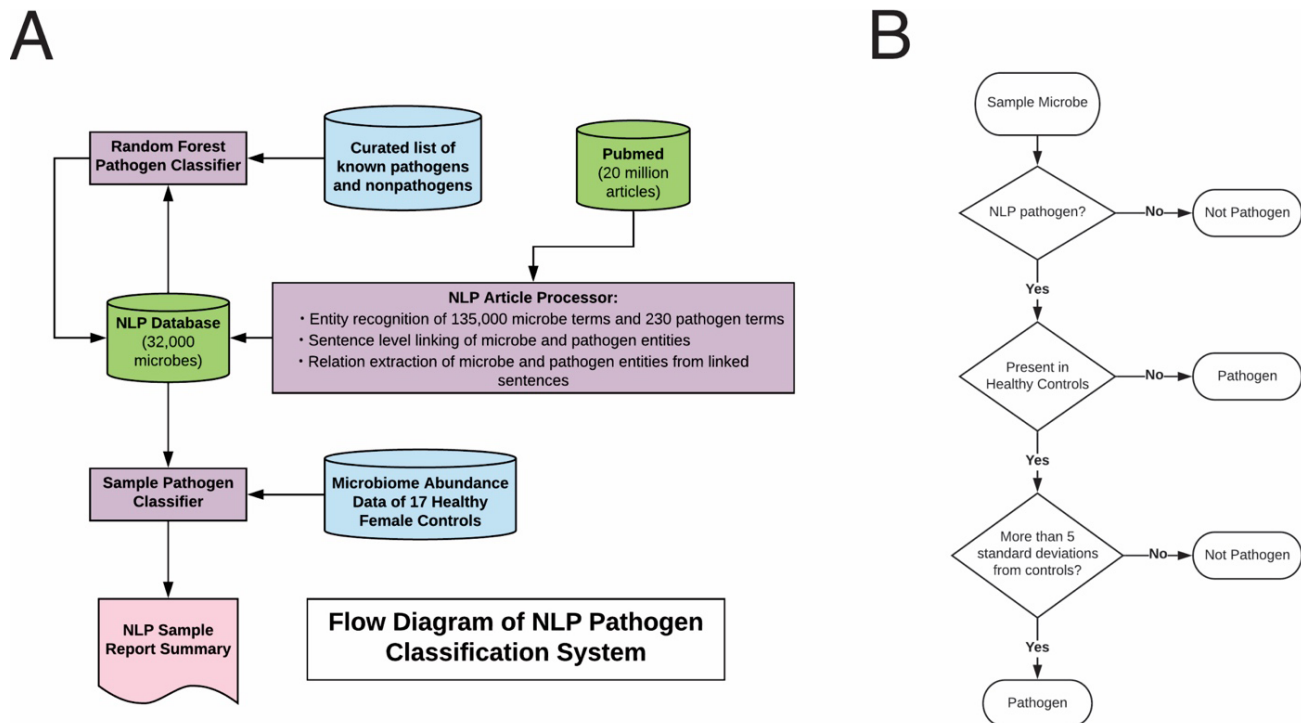 A
Random Forest
Pathogen Classifier
Curated list of
known pathogens
and nonpathogens
Pubmed
(20 million
articles)
NLP Database
(32,000
microbes)
NLP Article Processor:
· Entity recognition of 135,000 microbe terms and 230 pathogen terms
· Sentence level linking of microbe and pathogen entities
· Relation extraction of microbe and pathogen entities from linked
sentences
Sample Pathogen
Classifier
Microbiome Abundance
Data of 17 Healthy
Female Controls
NLP Sample
Report Summary
Flow Diagram of NLP Pathogen
Classification System
B
Sample Microbe
NLP pathogen?
No
Not Pathogen
Yes
Present in
Healthy Controls
No
Pathogen
Yes
More than 5
standard deviations
from controls?
No
Not Pathogen
Yes
Pathogen